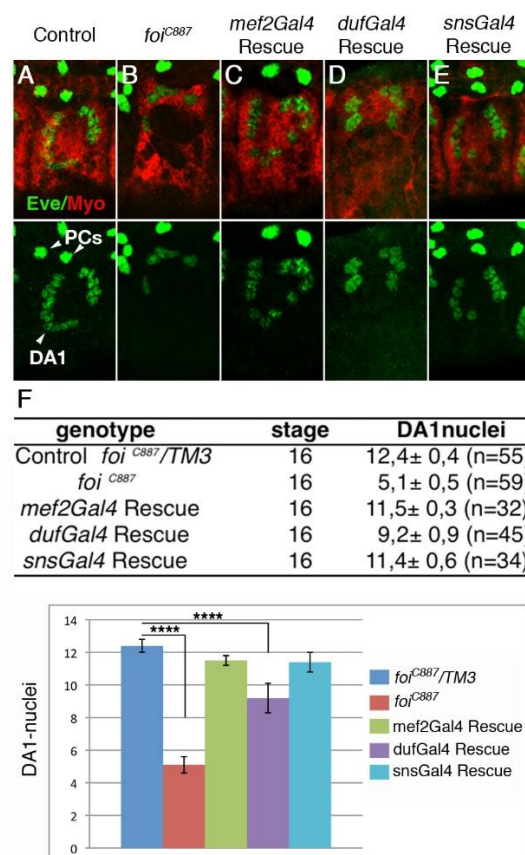 Control foi^C887 mef2Gal4 Rescue dufGal4 Rescue snsGal4 Rescue
A B C D E
Eve/Myo
PCs
DA1
F
genotype stage DA1nuclei
Control foi ^C887/TM3 16 12,4± 0,4 (n=55)
foi ^C887 16 5,1± 0,5 (n=59)
mef2Gal4 Rescue 16 11,5± 0,3 (n=32)
dufGal4 Rescue 16 9,2± 0,9 (n=45)
snsGal4 Rescue 16 11,4± 0,6 (n=34)
DA1-nuclei
14
12
10
8
6
4
2
0
****
****
foi^C887/TM3
foi^C887
mef2Gal4 Rescue
dufGal4 Rescue
snsGal4 Rescue